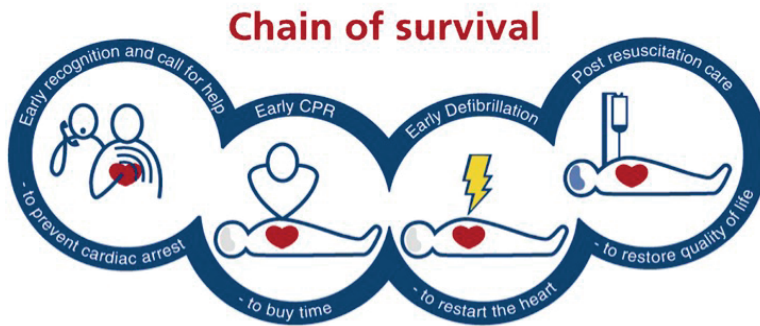 Chain of survival
Early recognition and call for help
- to prevent cardiac arrest
Early CPR
- to buy time
Early Defibrillation
- to restart the heart
Post resuscitation care
- to restore quality of life